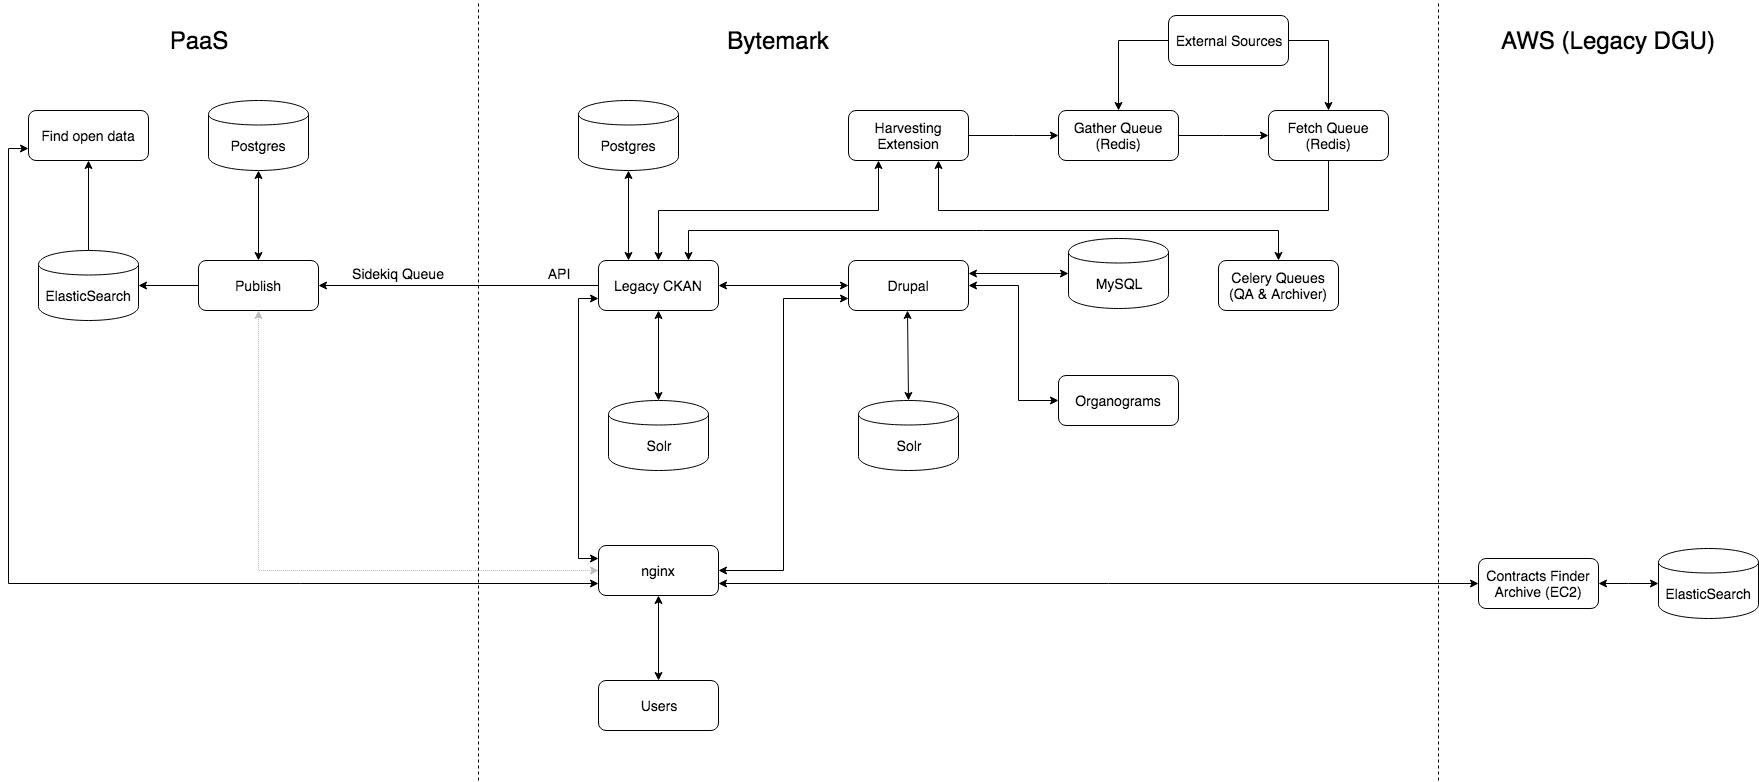 PaaS
Bytemark
AWS (Legacy DGU)
External Sources
Find open data
Postgres
Postgres
Harvesting
Extension
Gather Queue
(Redis)
Fetch Queue
(Redis)
ElasticSearch
Publish
Sidekiq Queue
API
Legacy CKAN
Drupal
MySQL
Celery Queues
(QA & Archiver)
Organograms
Solr
Solr
nginx
Contracts Finder
Archive (EC2)
ElasticSearch
Users